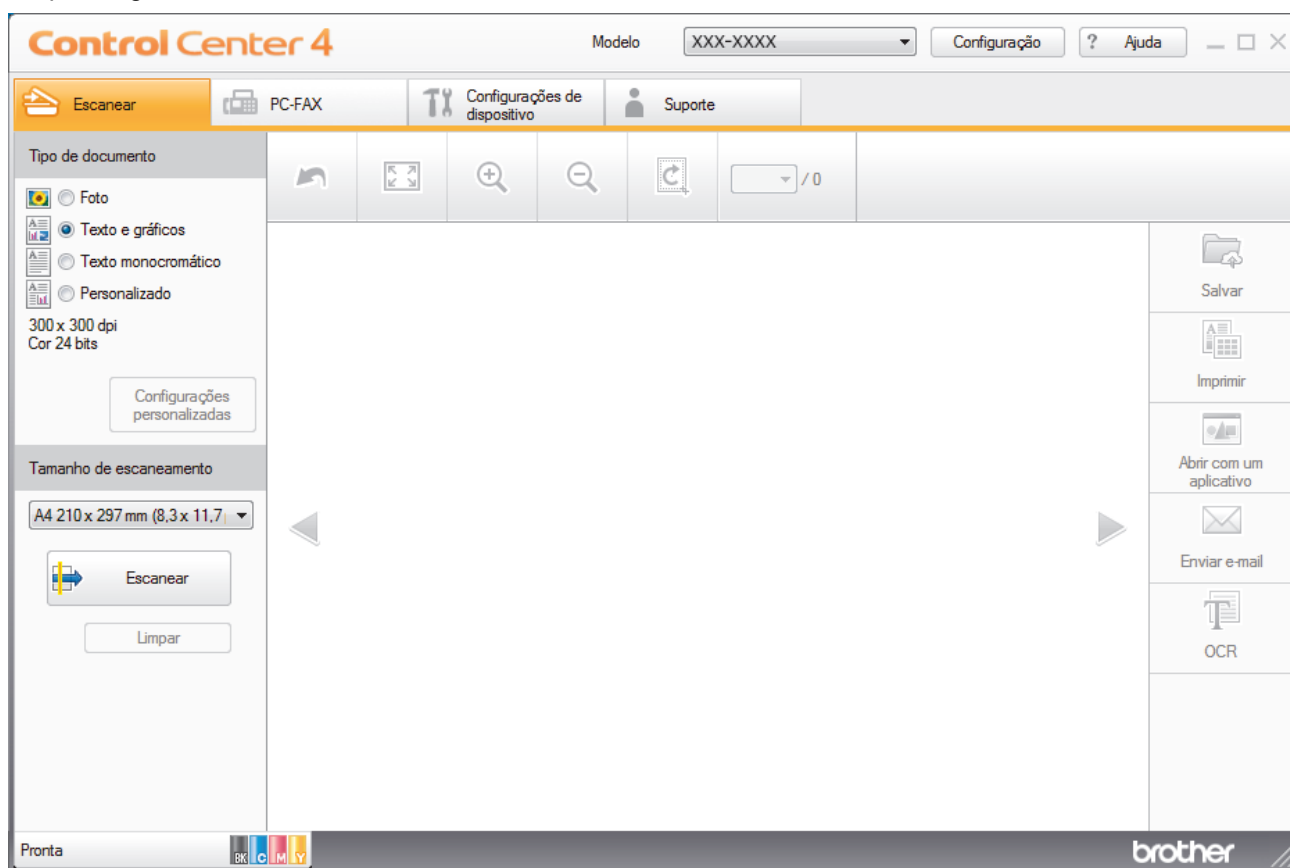 Control Center 4
Modelo
XXX-XXXX
Configuração
? Ajuda
Escanear
PC-FAX
Configurações de
dispositivo
Suporte
Tipo de documento
Foto
Texto e gráficos
Texto monocromático
Personalizado
300 x 300 dpi
Cor 24 bits
Configurações
personalizadas
Tamanho de escaneamento
A4 210 x 297 mm (8,3 x 11,7
Escanear
Limpar
/ 0
Salvar
Imprimir
Abrir com um
aplicativo
Enviar e-mail
OCR
Pronta
BK C M Y
brother